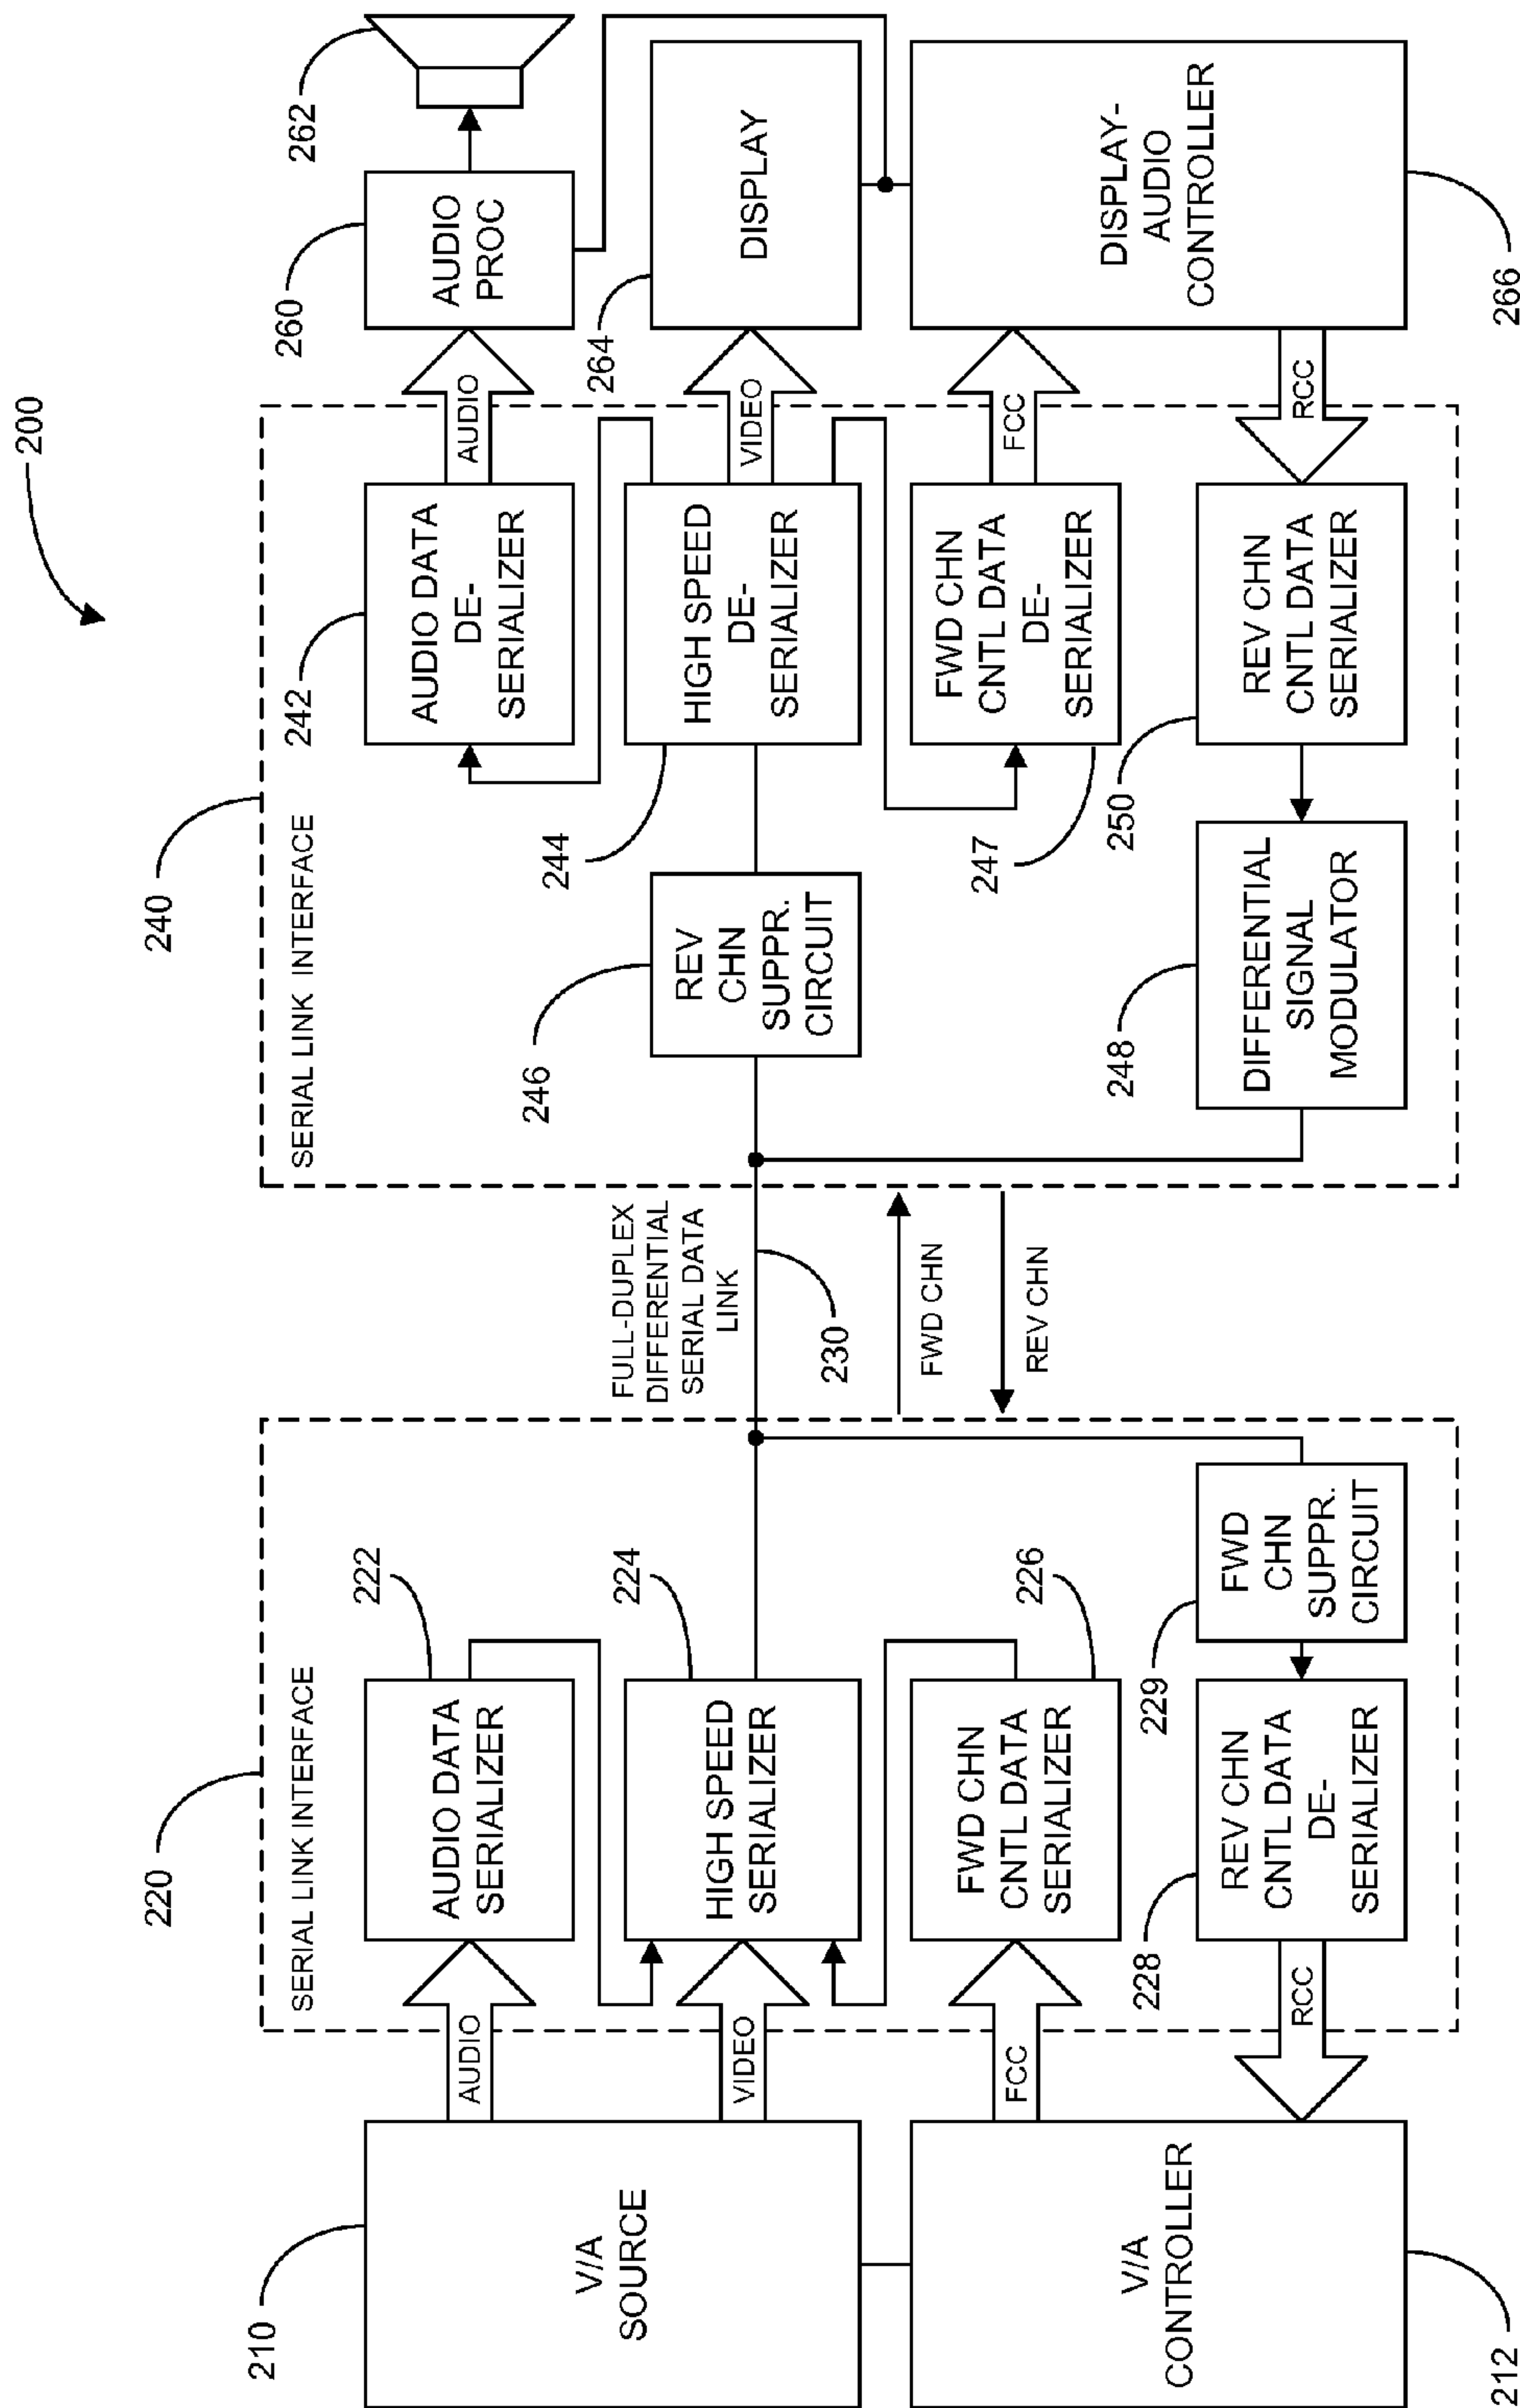 200
220
SERIAL LINK INTERFACE
240
SERIAL LINK INTERFACE
210
V/A
SOURCE
212
V/A
CONTROLLER
AUDIO
VIDEO
FCC
RCC
222
AUDIO DATA
SERIALIZER
224
HIGH SPEED
SERIALIZER
226
FWD CHN
CNTL DATA
SERIALIZER
228
REV CHN
CNTL DATA
DE-
SERIALIZER
229
FWD
CHN
SUPPR.
CIRCUIT
FULL-DUPLEX
DIFFERENTIAL
SERIAL DATA
LINK
230
FWD CHN
REV CHN
246
REV
CHN
SUPPR.
CIRCUIT
248
DIFFERENTIAL
SIGNAL
MODULATOR
242
AUDIO DATA
DE-
SERIALIZER
244
HIGH SPEED
DE-
SERIALIZER
247
FWD CHN
CNTL DATA
DE-
SERIALIZER
250
REV CHN
CNTL DATA
SERIALIZER
AUDIO
VIDEO
FCC
RCC
260
AUDIO
PROC
262
264
DISPLAY
DISPLAY-
AUDIO
CONTROLLER
266